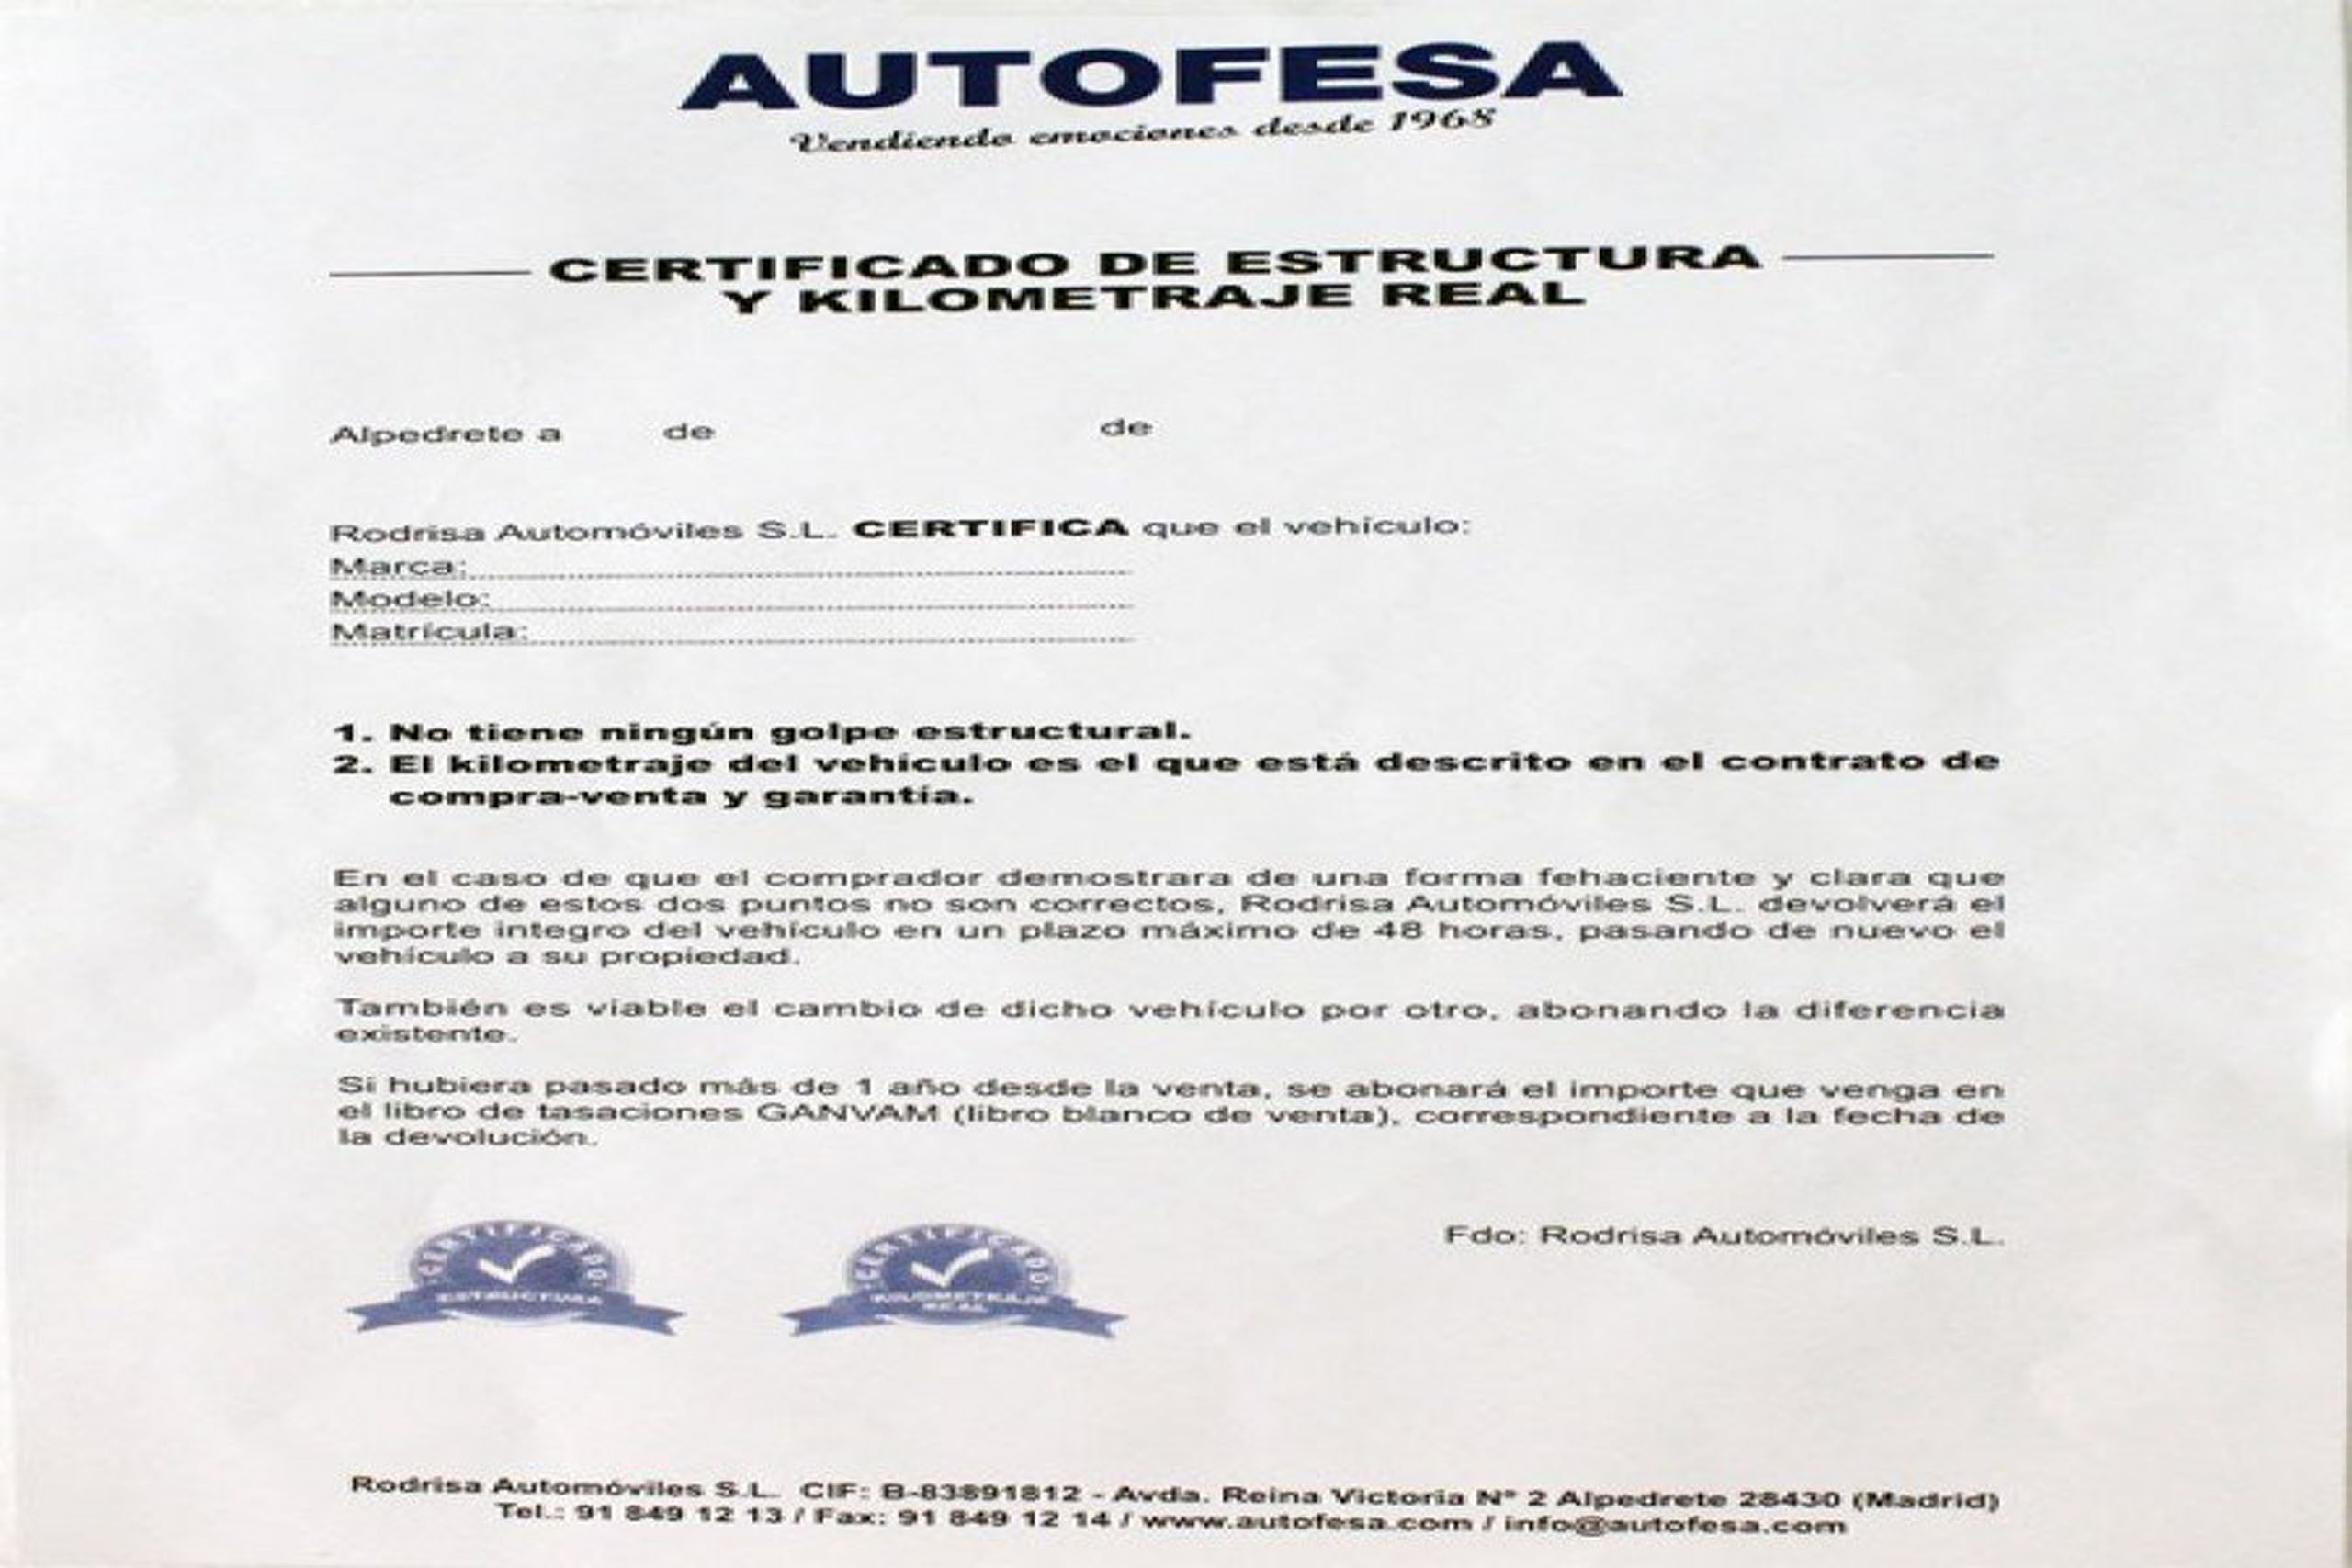 AUTOFESA
Vendiendo emociones desde 1968
CERTIFICADO DE ESTRUCTURA
Y KILOMETRAJE REAL
Alpedrete a de de
Rodrisa Automóviles S.L. CERTIFICA que el vehículo:
Marca:
Modelo:
Matrícula:
1. No tiene ningún golpe estructural.
2. El kilometraje del vehículo es el que está descrito en el contrato de
compra-venta y garantía.
En el caso de que el comprador demostrara de una forma fehaciente y clara que
alguno de estos dos puntos no son correctos, Rodrisa Automóviles S.L. devolverá el
importe integro del vehículo en un plazo máximo de 48 horas, pasando de nuevo el
vehículo a su propiedad.
También es viable el cambio de dicho vehículo por otro, abonando la diferencia
existente.
Si hubiera pasado más de 1 año desde la venta, se abonará el importe que venga en
el libro de tasaciones GANVAM (libro blanco de venta), correspondiente a la fecha de
la devolución.
Fdo: Rodrisa Automóviles S.L.
CERTIFICADO
ESTRUCTURA
CERTIFICADO
KILOMETRAJE
REAL
Rodrisa Automóviles S.L. CIF: B-83891812 - Avda. Reina Victoria Nº 2 Alpedrete 28430 (Madrid)
Tel.: 91 849 12 13 / Fax: 91 849 12 14 / www.autofesa.com / info@autofesa.com